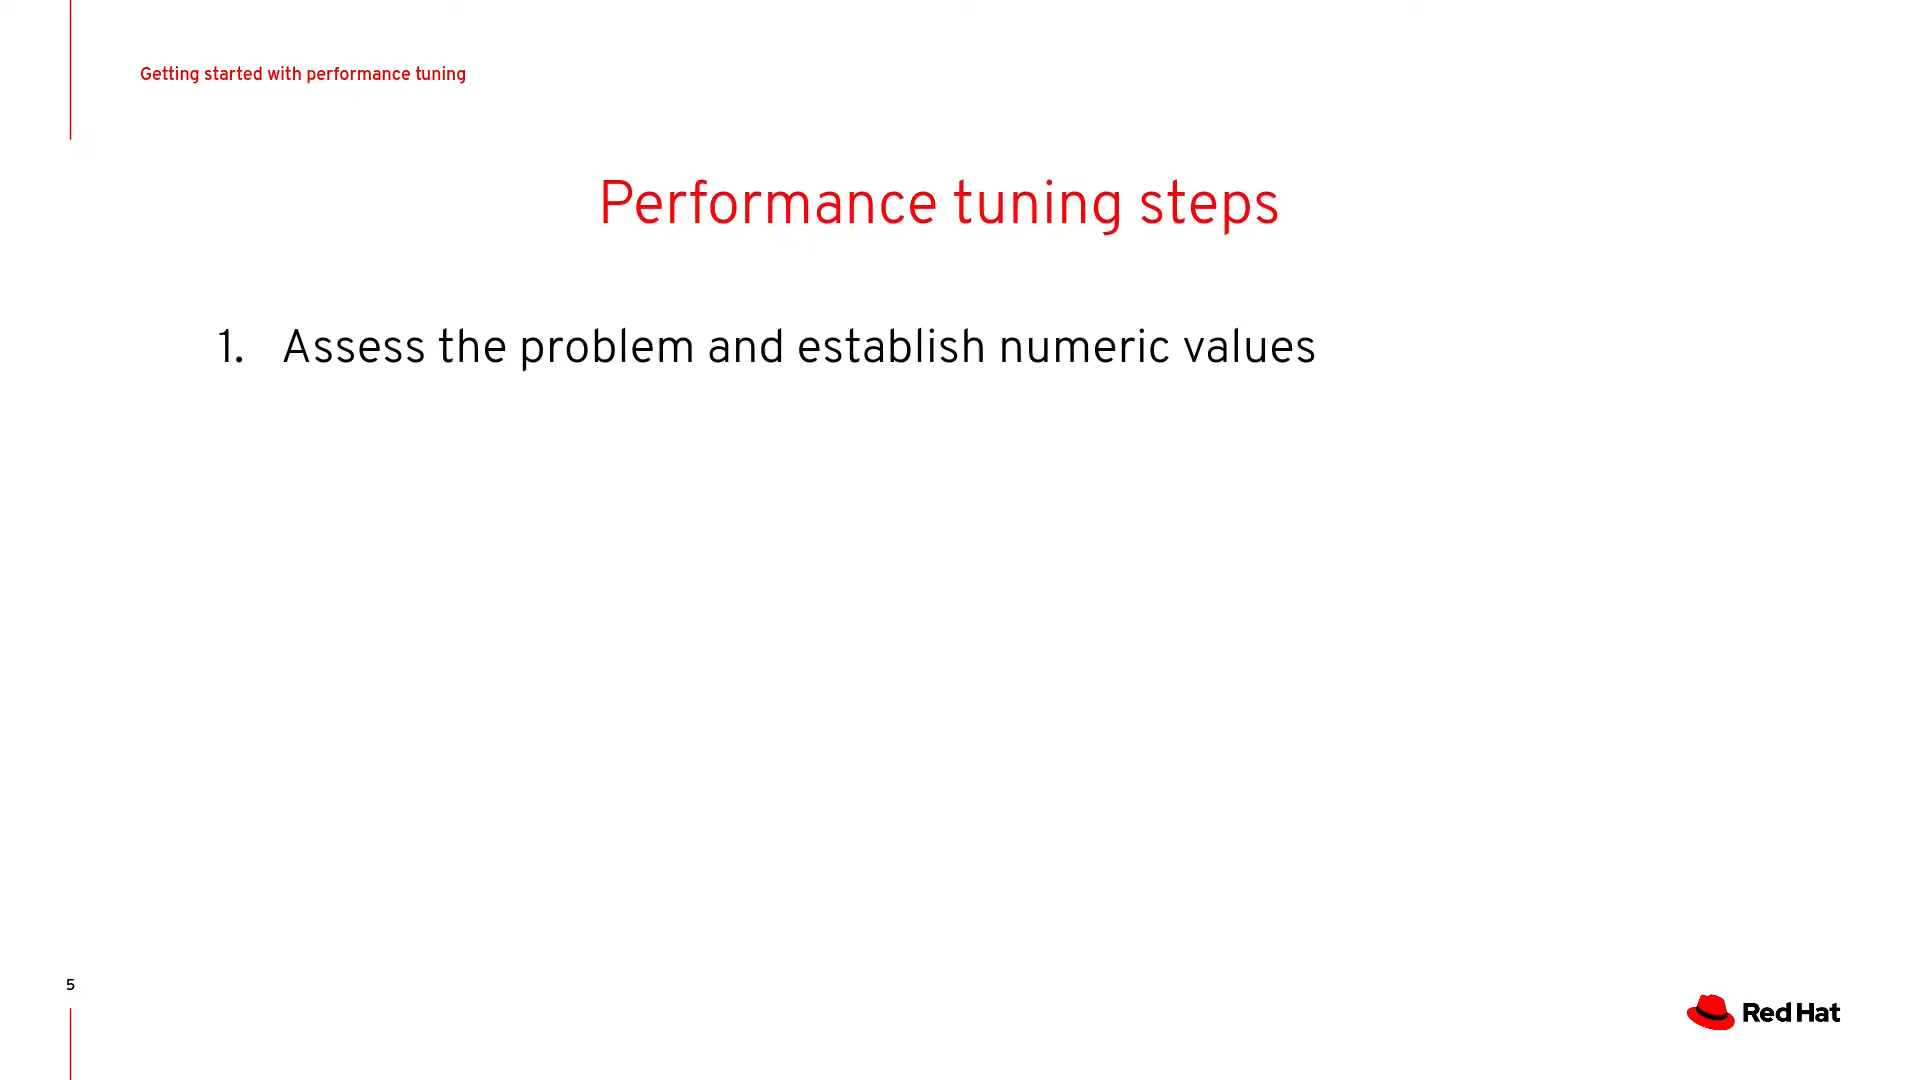 Getting started with performance tuning
Performance tuning steps
1. Assess the problem and establish numeric values
5
Red Hat